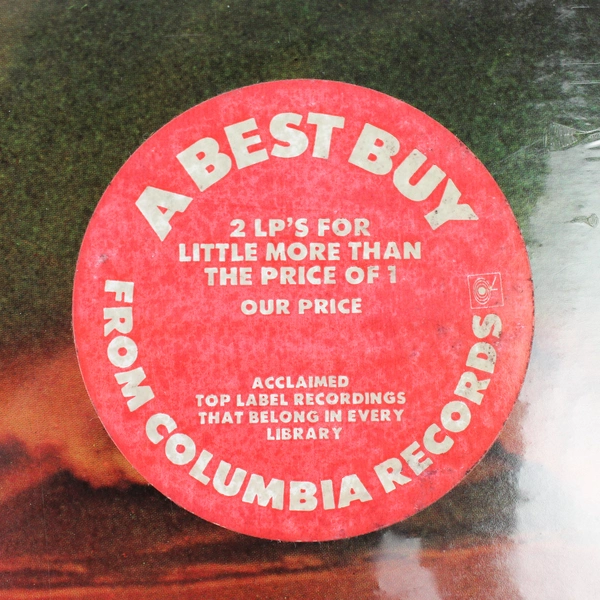 A BEST BUY
2 LP'S FOR
LITTLE MORE THAN
THE PRICE OF 1
OUR PRICE
ACCLAIMED
TOP LABEL RECORDINGS
THAT BELONG IN EVERY
LIBRARY
FROM COLUMBIA RECORDS